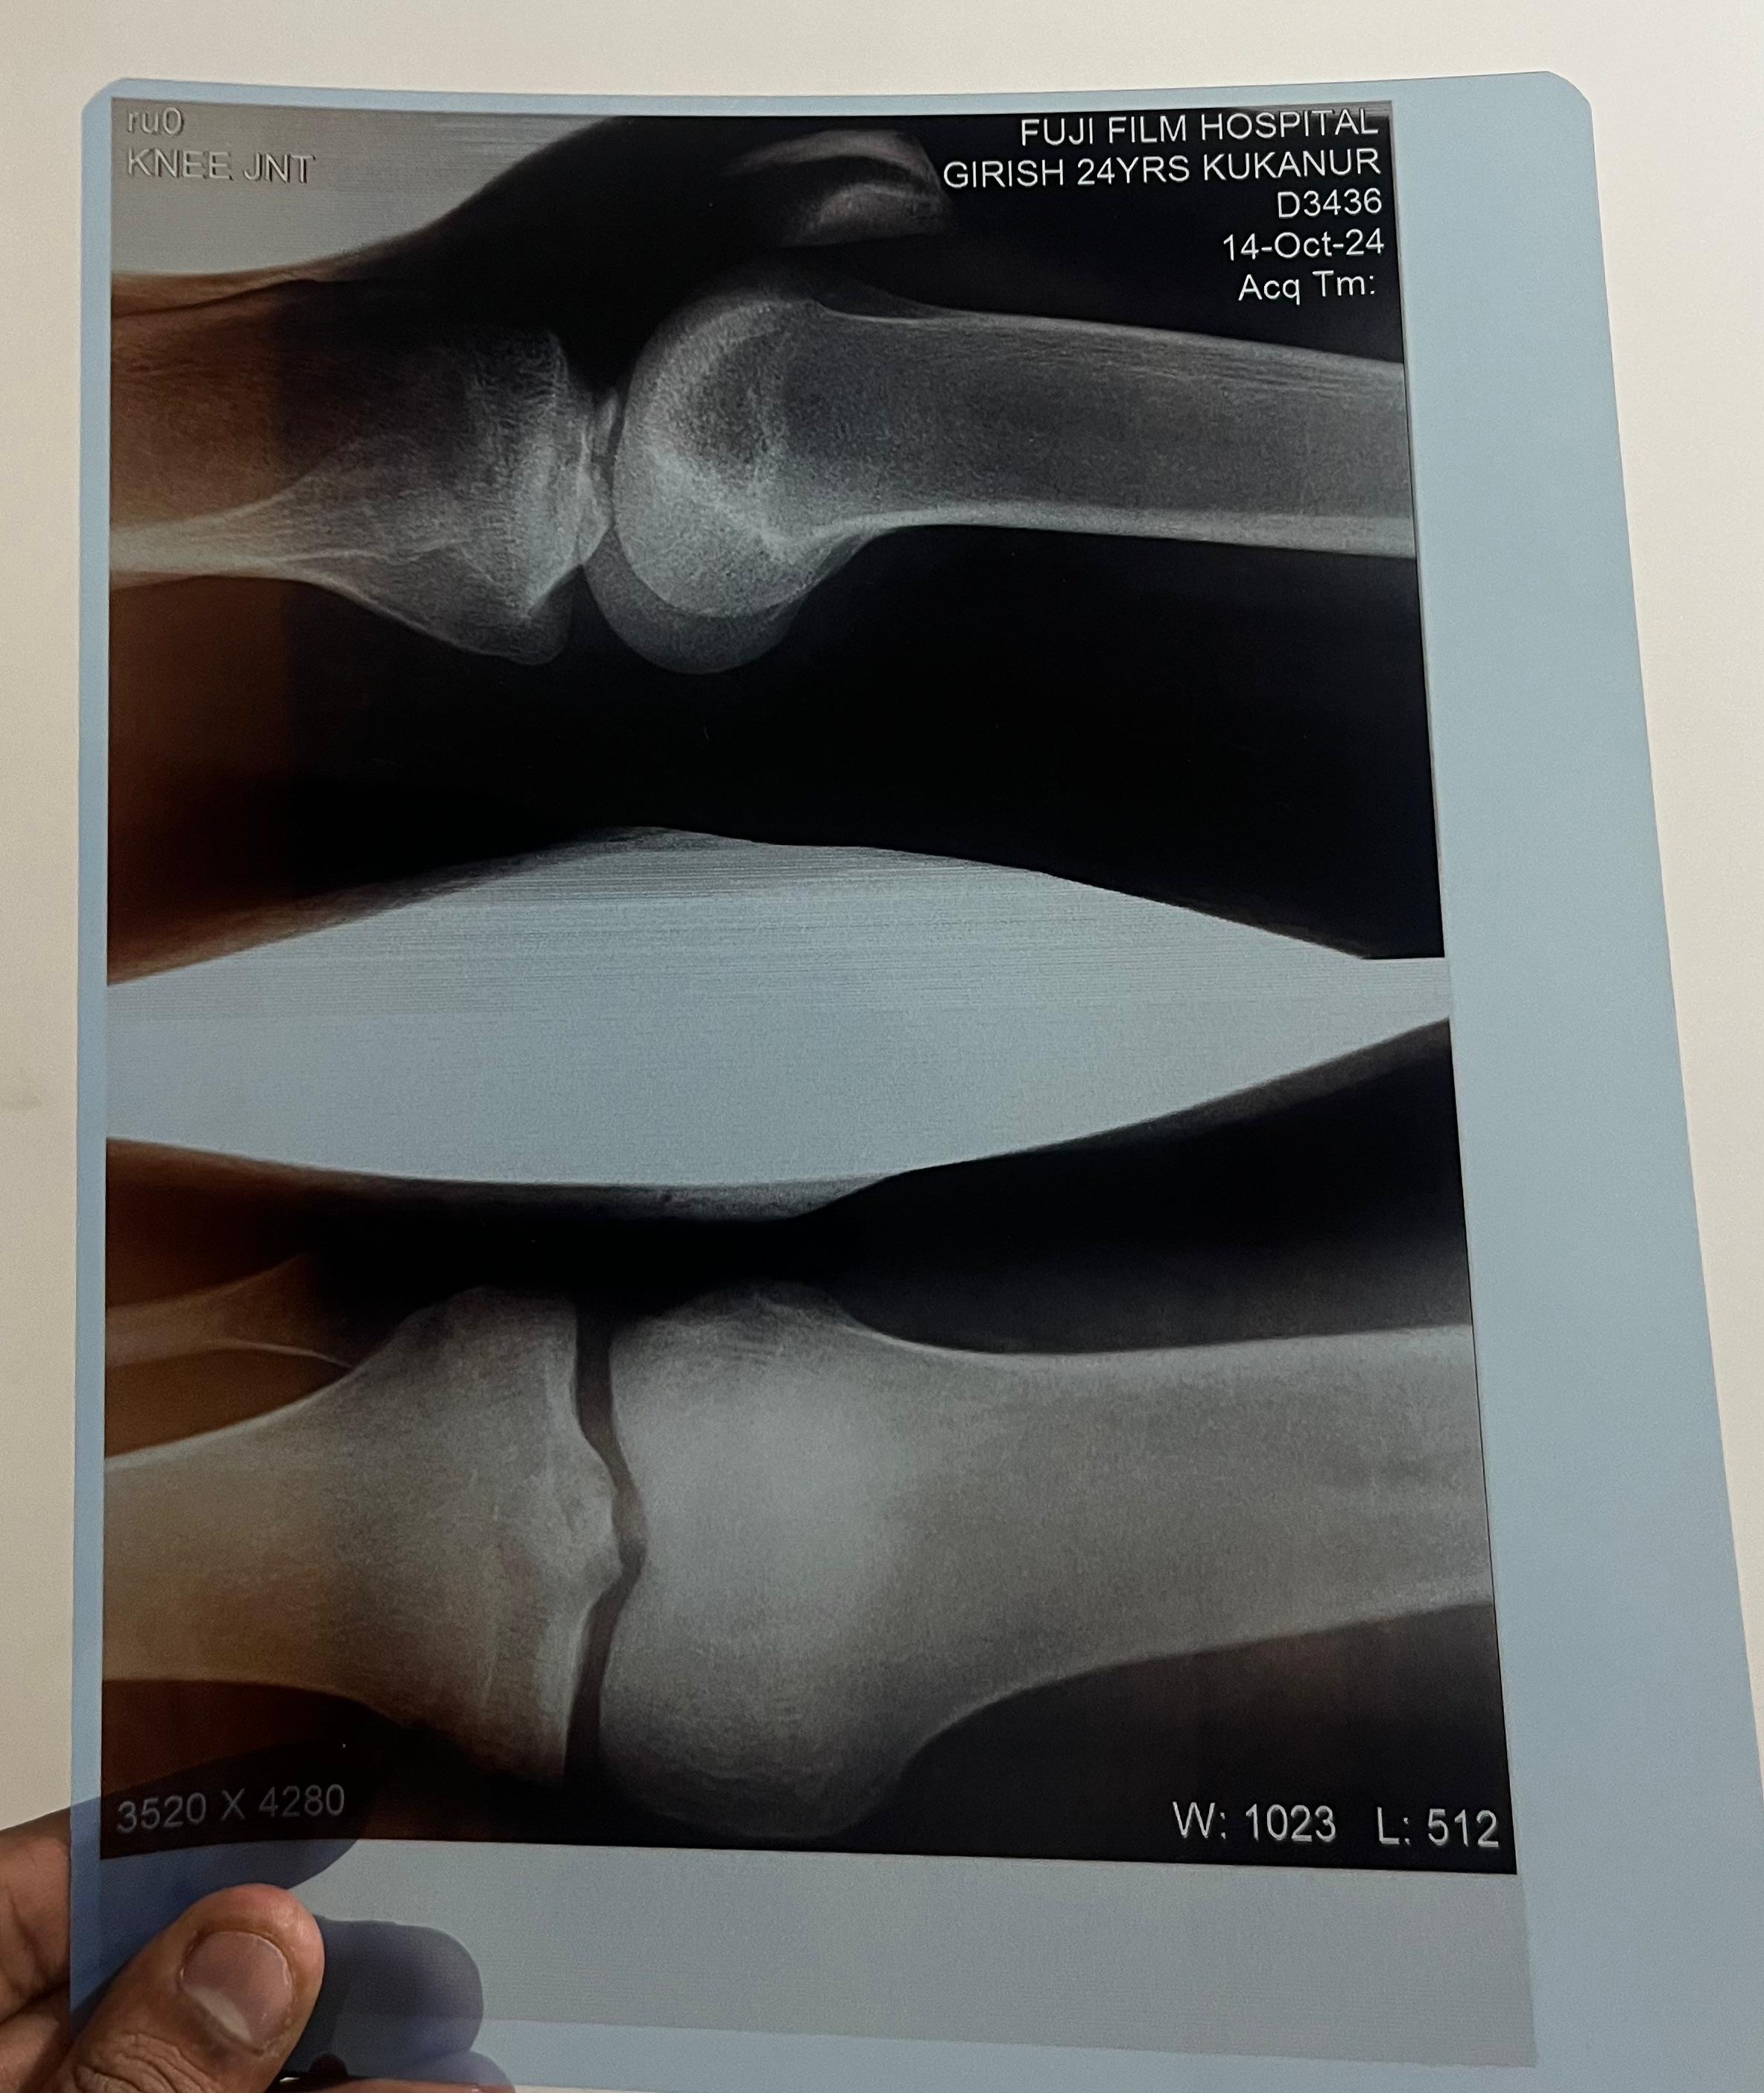 ru0
KNEE JNT
FUJI FILM HOSPITAL
GIRISH 24YRS KUKANUR
D3436
14-Oct-24
Acq Tm:
3520 X 4280
W: 1023 L: 512